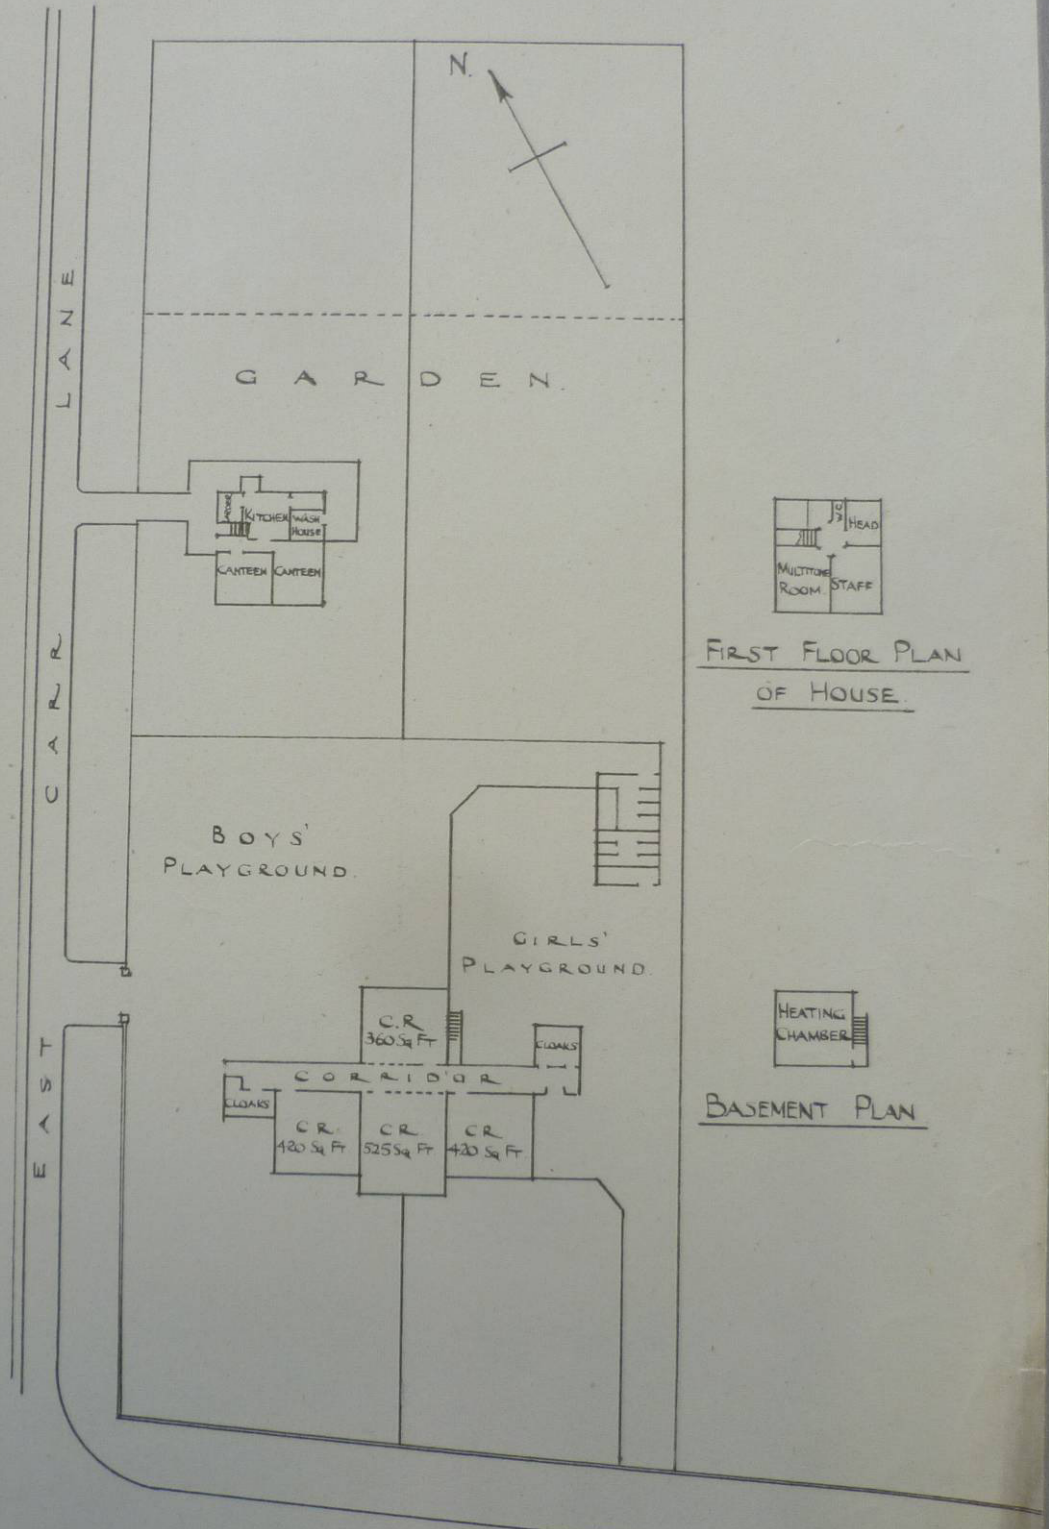 N.
EAST CARR LANE
GARDEN.
LARDER
KITCHEN
WASH
HOUSE
CANTEEN
CANTEEN
W.C.
HEAD
MULTITUDE
ROOM.
STAFF
FIRST FLOOR PLAN
OF HOUSE.
BOYS'
PLAYGROUND.
GIRLS'
PLAYGROUND.
C.R
360 Sq Ft
CLOAKS
CORRIDOR
CLOAKS
C R.
420 Sq Ft
C R.
525 Sq Ft
C R.
420 Sq Ft
HEATING
CHAMBER
BASEMENT PLAN.